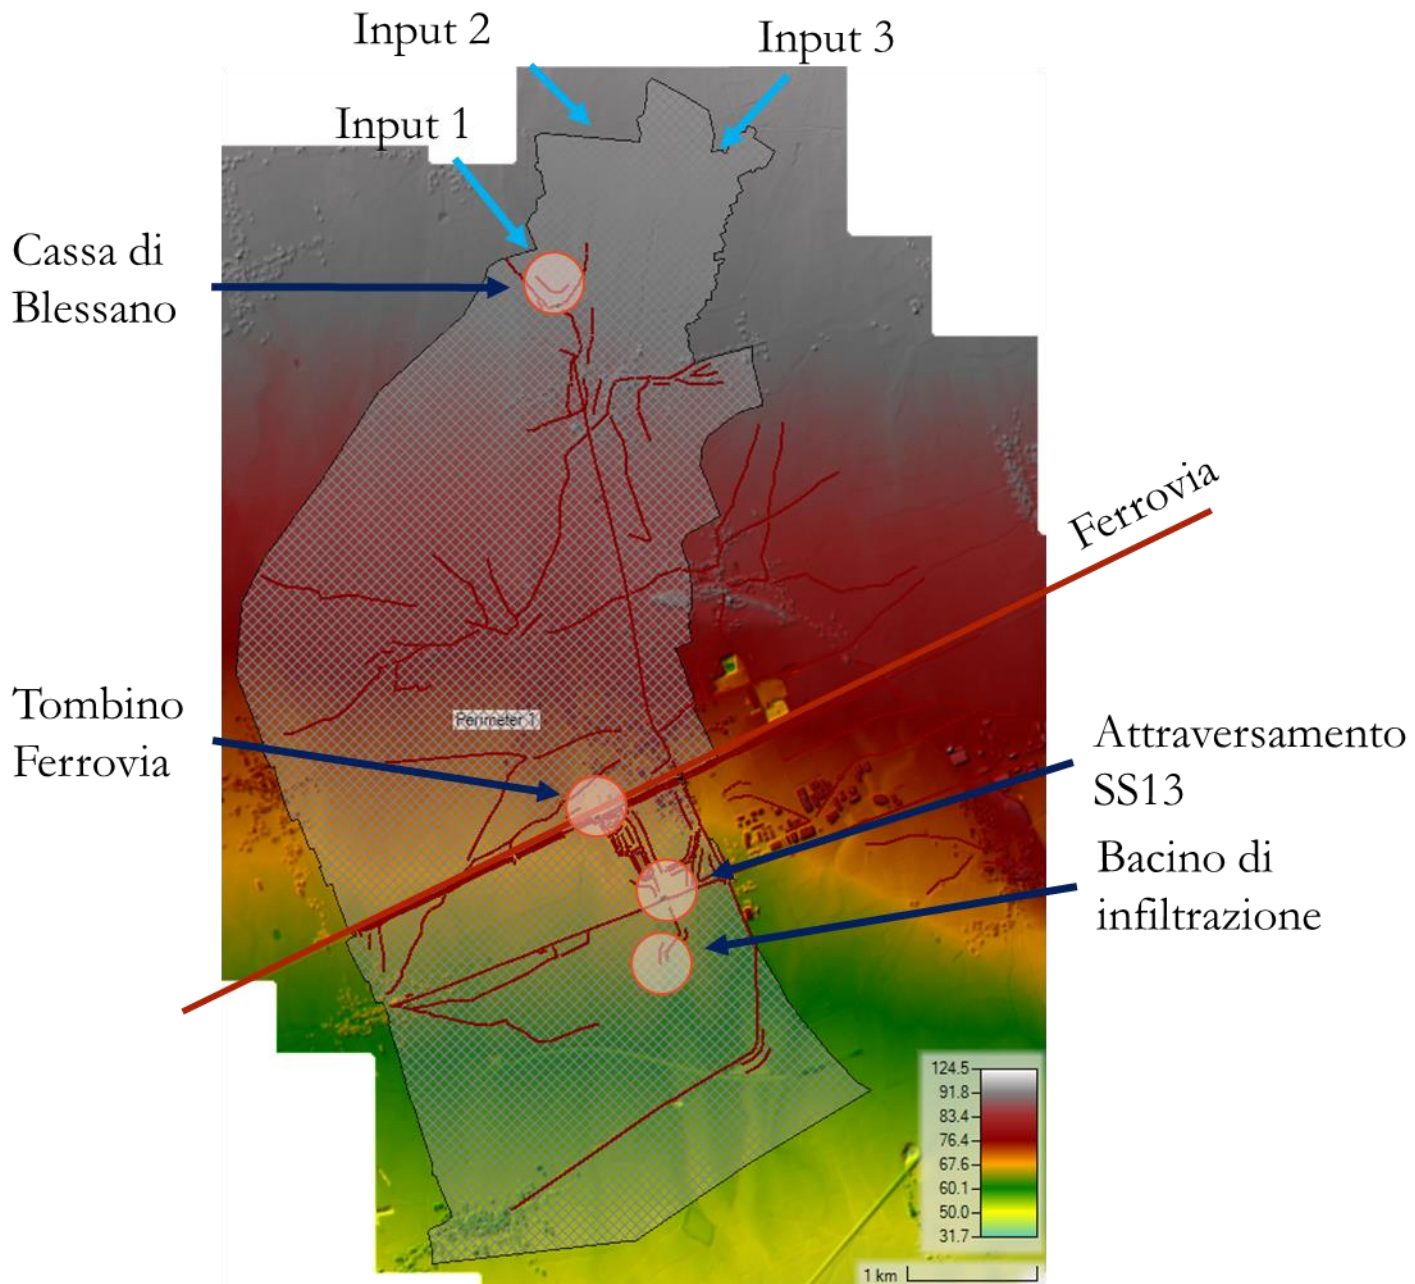 Input 2
Input 3
Input 1
Cassa di
Blessano
Ferrovia
Tombino
Ferrovia
Perimeter 1
Attraversamento
SS13
Bacino di
infiltrazione
124.5
91.8
83.4
76.4
67.6
60.1
50.0
31.7
1 km